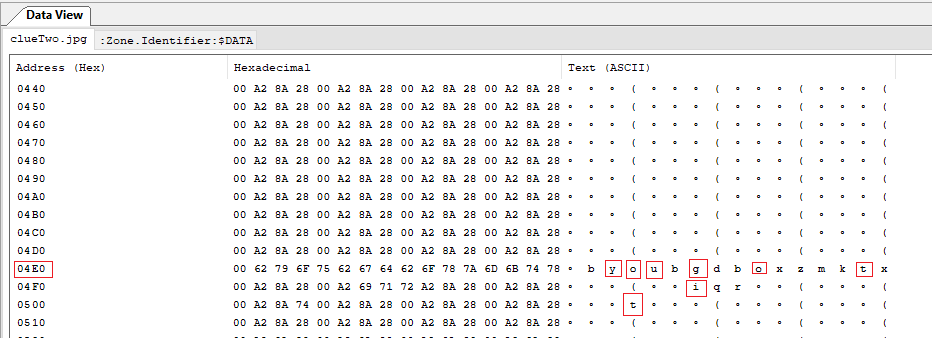 Data View
clueTwo.jpg :Zone.Identifier:$DATA
Address (Hex) Hexadecimal Text (ASCII)
0440 00 A2 8A 28 00 A2 8A 28 00 A2 8A 28 00 A2 8A 28 ∘ ∘ ∘ ( ∘ ∘ ∘ ( ∘ ∘ ∘ ( ∘ ∘ ∘ (
0450 00 A2 8A 28 00 A2 8A 28 00 A2 8A 28 00 A2 8A 28 ∘ ∘ ∘ ( ∘ ∘ ∘ ( ∘ ∘ ∘ ( ∘ ∘ ∘ (
0460 00 A2 8A 28 00 A2 8A 28 00 A2 8A 28 00 A2 8A 28 ∘ ∘ ∘ ( ∘ ∘ ∘ ( ∘ ∘ ∘ ( ∘ ∘ ∘ (
0470 00 A2 8A 28 00 A2 8A 28 00 A2 8A 28 00 A2 8A 28 ∘ ∘ ∘ ( ∘ ∘ ∘ ( ∘ ∘ ∘ ( ∘ ∘ ∘ (
0480 00 A2 8A 28 00 A2 8A 28 00 A2 8A 28 00 A2 8A 28 ∘ ∘ ∘ ( ∘ ∘ ∘ ( ∘ ∘ ∘ ( ∘ ∘ ∘ (
0490 00 A2 8A 28 00 A2 8A 28 00 A2 8A 28 00 A2 8A 28 ∘ ∘ ∘ ( ∘ ∘ ∘ ( ∘ ∘ ∘ ( ∘ ∘ ∘ (
04A0 00 A2 8A 28 00 A2 8A 28 00 A2 8A 28 00 A2 8A 28 ∘ ∘ ∘ ( ∘ ∘ ∘ ( ∘ ∘ ∘ ( ∘ ∘ ∘ (
04B0 00 A2 8A 28 00 A2 8A 28 00 A2 8A 28 00 A2 8A 28 ∘ ∘ ∘ ( ∘ ∘ ∘ ( ∘ ∘ ∘ ( ∘ ∘ ∘ (
04C0 00 A2 8A 28 00 A2 8A 28 00 A2 8A 28 00 A2 8A 28 ∘ ∘ ∘ ( ∘ ∘ ∘ ( ∘ ∘ ∘ ( ∘ ∘ ∘ (
04D0 00 A2 8A 28 00 A2 8A 28 00 A2 8A 28 00 A2 8A 28 ∘ ∘ ∘ ( ∘ ∘ ∘ ( ∘ ∘ ∘ ( ∘ ∘ ∘ (
04E0 00 62 79 6F 75 62 67 64 62 6F 78 7A 6D 6B 74 78 ∘ b y o u b g d b o x z m k t x
04F0 00 A2 8A 28 00 A2 69 71 72 A2 8A 28 00 A2 8A 28 ∘ ∘ ∘ ( ∘ ∘ i q r ∘ ∘ ( ∘ ∘ ∘ (
0500 00 A2 8A 74 00 A2 8A 28 00 A2 8A 28 00 A2 8A 28 ∘ ∘ ∘ t ∘ ∘ ∘ ( ∘ ∘ ∘ ( ∘ ∘ ∘ (
0510 00 A2 8A 28 00 A2 8A 28 00 A2 8A 28 00 A2 8A 28 ∘ ∘ ∘ ( ∘ ∘ ∘ ( ∘ ∘ ∘ ( ∘ ∘ ∘ (